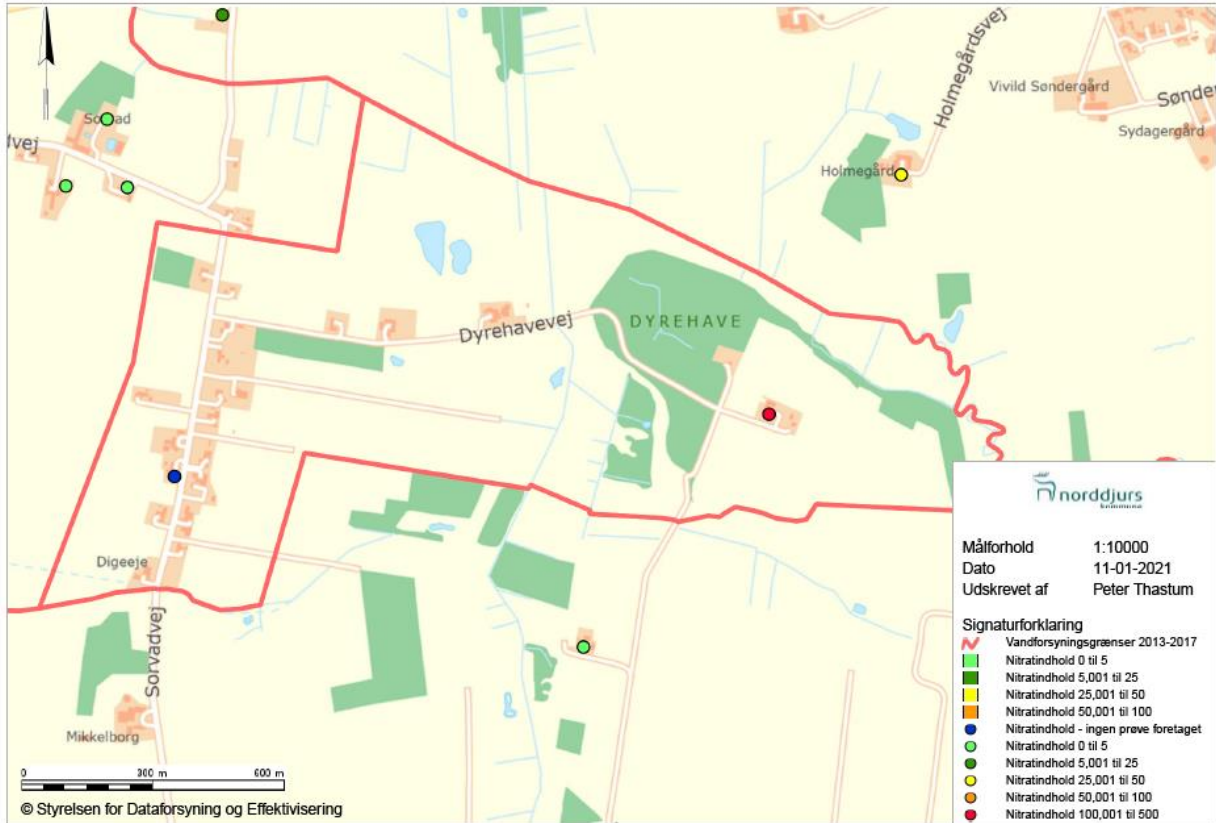 Sorvad
dvej
Holmegårdsvej
Vivild Søndergård
Sønder
Sydagergård
Holmegård
DYREHAVE
Dyrehavevej
Digeeje
Sorvadvej
Mikkelborg
0 300 m 600 m
© Styrelsen for Dataforsyning og Effektivisering
norddjurs
kommune
Målforhold 1:10000
Dato 11-01-2021
Udskrevet af Peter Thastum
Signaturforklaring
Vandforsyningsgrænser 2013-2017
Nitratindhold 0 til 5
Nitratindhold 5,001 til 25
Nitratindhold 25,001 til 50
Nitratindhold 50,001 til 100
Nitratindhold - ingen prøve foretaget
Nitratindhold 0 til 5
Nitratindhold 5,001 til 25
Nitratindhold 25,001 til 50
Nitratindhold 50,001 til 100
Nitratindhold 100,001 til 500